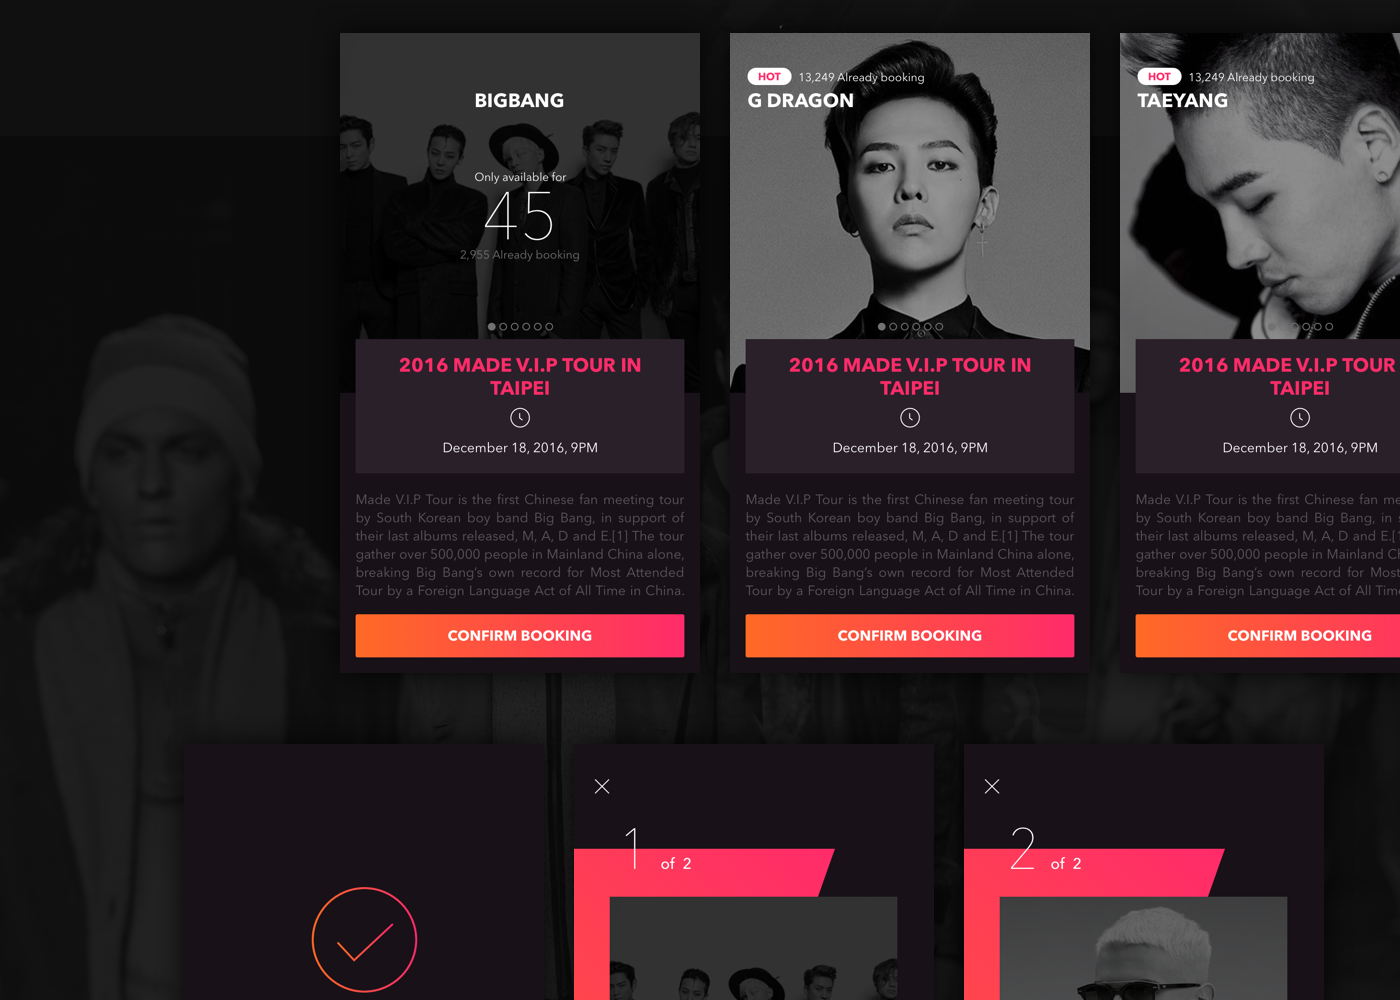 BIGBANG
Only available for
45
2,955 Already booking
2016 MADE V.I.P TOUR IN
TAIPEI
December 18, 2016, 9PM
Made V.I.P Tour is the first Chinese fan meeting tour
by South Korean boy band Big Bang, in support of
their last albums released, M, A, D and E.[1] The tour
gather over 500,000 people in Mainland China alone,
breaking Big Bang's own record for Most Attended
Tour by a Foreign Language Act of All Time in China.
CONFIRM BOOKING
HOT 13,249 Already booking
G DRAGON
2016 MADE V.I.P TOUR IN
TAIPEI
December 18, 2016, 9PM
Made V.I.P Tour is the first Chinese fan meeting tour
by South Korean boy band Big Bang, in support of
their last albums released, M, A, D and E.[1] The tour
gather over 500,000 people in Mainland China alone,
breaking Big Bang's own record for Most Attended
Tour by a Foreign Language Act of All Time in China.
CONFIRM BOOKING
HOT 13,249 Already booking
TAEYANG
2016 MADE V.I.P TOUR
TAIPEI
December 18, 2016, 9PM
Made V.I.P Tour is the first Chinese fan
by South Korean boy band Big Bang, in
their last albums released, M, A, D and
gather over 500,000 people in Mainland
breaking Big Bang's own record for Most
Tour by a Foreign Language Act of All
CONFIRM BOOKING
1 of 2
2 of 2